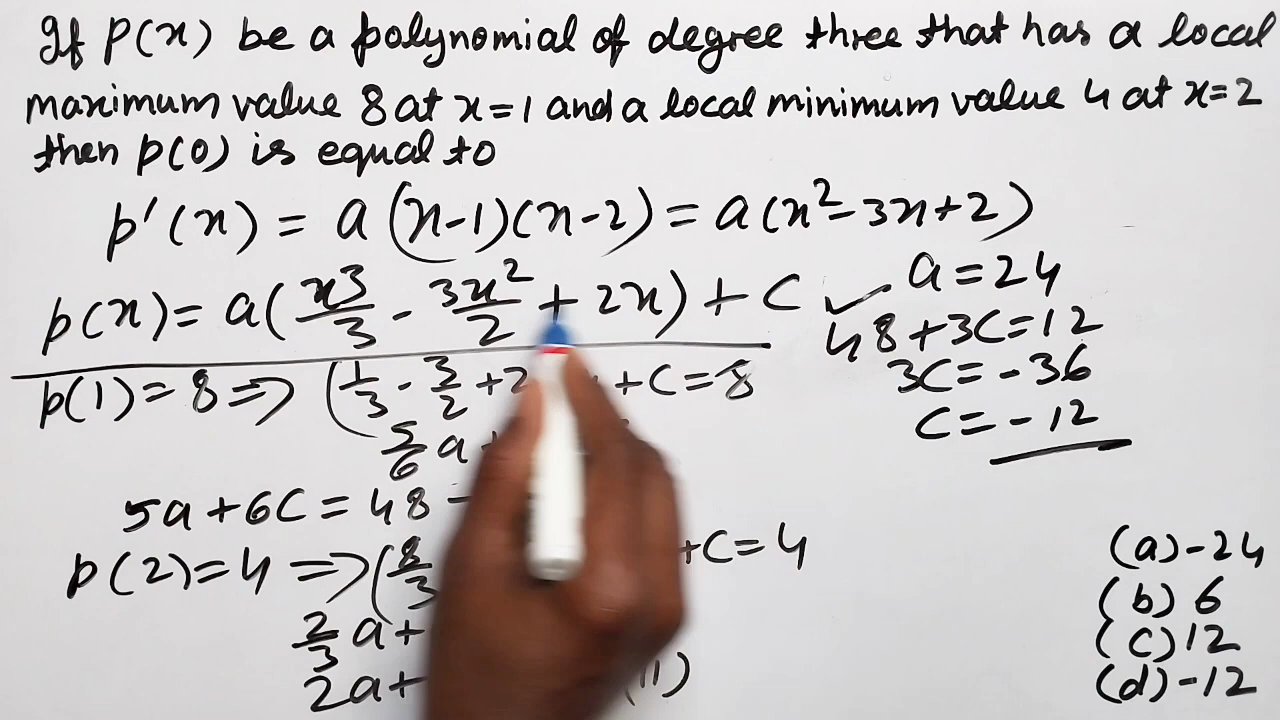 If P(x) be a polynomial of degree three that has a local
maximum value 8 at x=1 and a local minimum value 4 at x=2
then p(0) is equal to
p'(x) = a(x-1)(x-2) = a(x²-3x+2)
p(x) = a(x³/3 - 3x²/2 + 2x) + C
p(1) = 8 => (1/3 - 3/2 + 2 + C = 8
5/6 a+
5a+6C = 48
p(2) = 4 => (8/3 +C = 4
2/3 a+
2a+ (11)
✓ a = 24
48+3C=12
3C=-36
C=-12
(a) -24
(b) 6
(c) 12
(d) -12